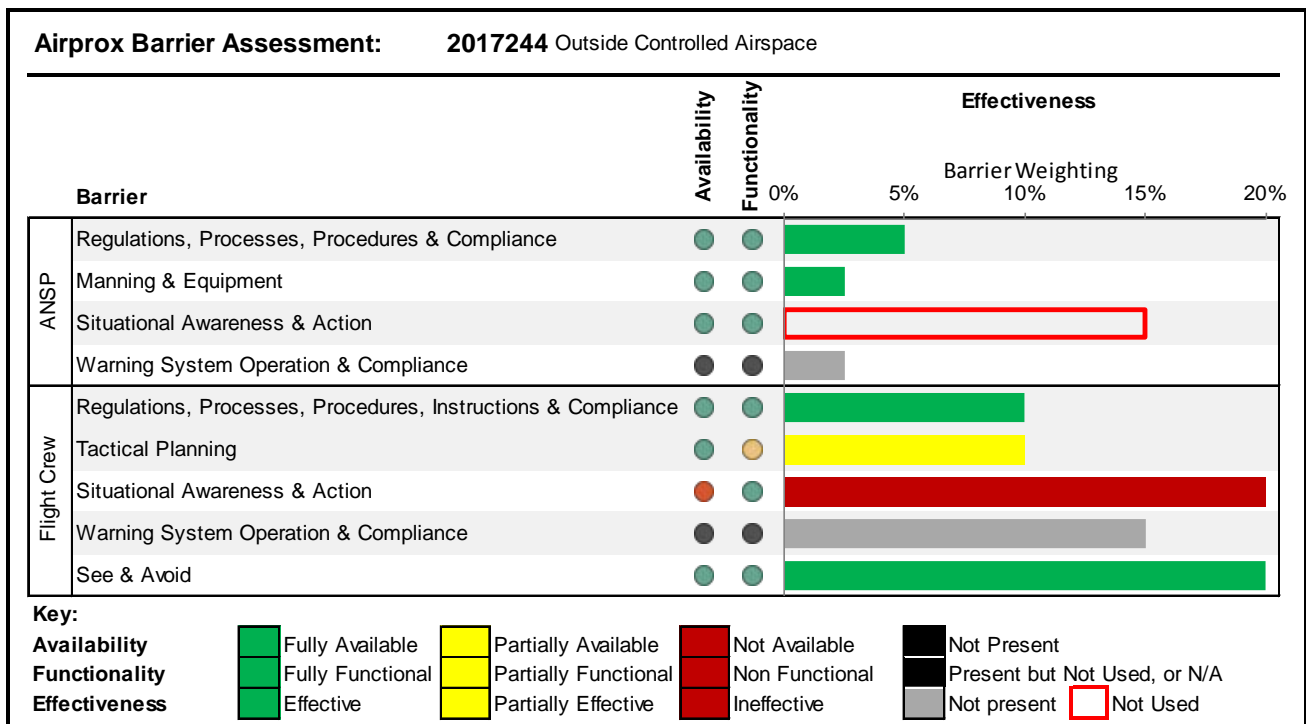 Airprox Barrier Assessment: 2017244 Outside Controlled Airspace
Availability
Functionality
Effectiveness
Barrier Weighting
Barrier
0% 5% 10% 15% 20%
ANSP
Regulations, Processes, Procedures & Compliance
Manning & Equipment
Situational Awareness & Action
Warning System Operation & Compliance
Flight Crew
Regulations, Processes, Procedures, Instructions & Compliance
Tactical Planning
Situational Awareness & Action
Warning System Operation & Compliance
See & Avoid
Key:
Availability Fully Available Partially Available Not Available Not Present
Functionality Fully Functional Partially Functional Non Functional Present but Not Used, or N/A
Effectiveness Effective Partially Effective Ineffective Not present Not Used